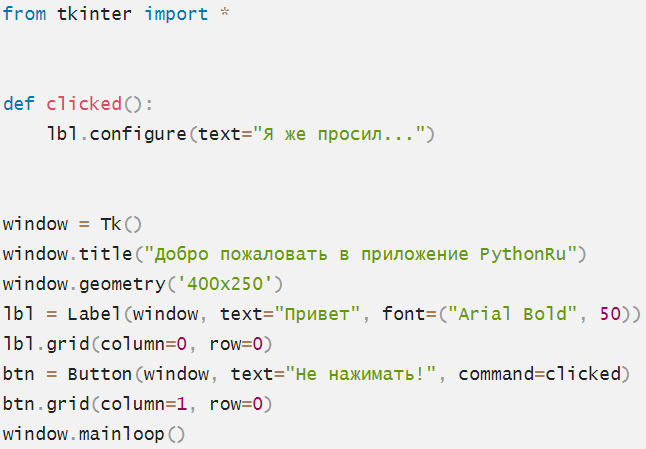 from tkinter import *
def clicked():
    lbl.configure(text="Я же просил...")
window = Tk()
window.title("Добро пожаловать в приложение PythonRu")
window.geometry('400x250')
lbl = Label(window, text="Привет", font=("Arial Bold", 50))
lbl.grid(column=0, row=0)
btn = Button(window, text="Не нажимать!", command=clicked)
btn.grid(column=1, row=0)
window.mainloop()